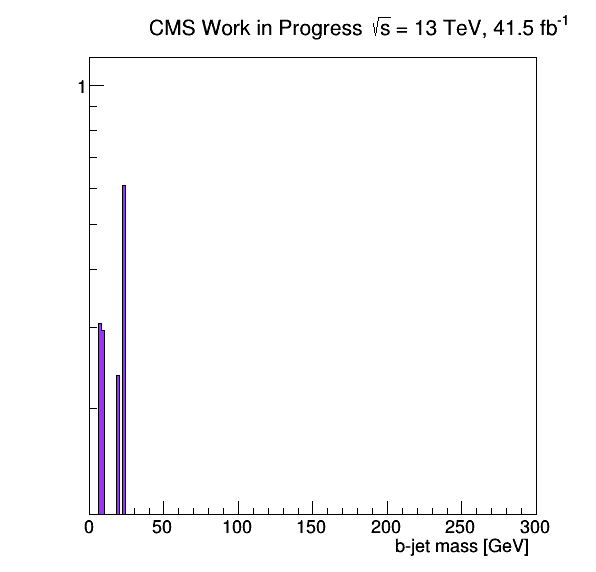 CMS Work in Progress √s = 13 TeV, 41.5 fb⁻¹
1
0 50 100 150 200 250 300
b-jet mass [GeV]